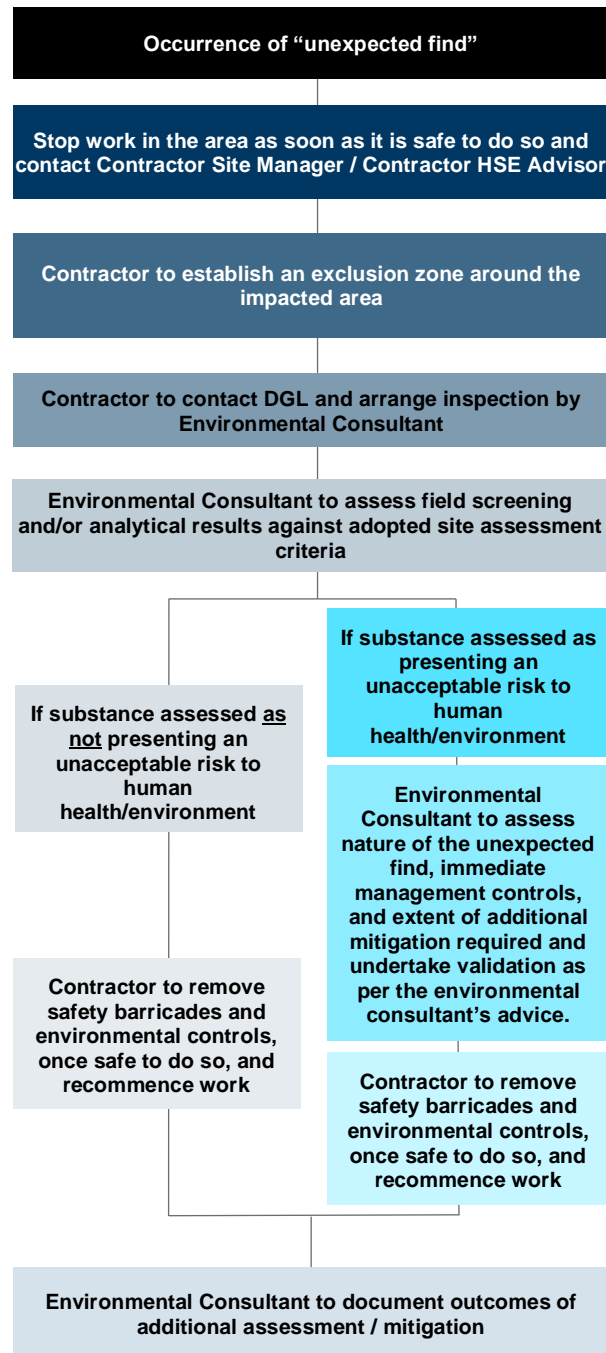 Occurrence of “unexpected find”
Stop work in the area as soon as it is safe to do so and
contact Contractor Site Manager / Contractor HSE Advisor
Contractor to establish an exclusion zone around the
impacted area
Contractor to contact DGL and arrange inspection by
Environmental Consultant
Environmental Consultant to assess field screening
and/or analytical results against adopted site assessment
criteria
If substance assessed as
not presenting an
unacceptable risk to
human
health/environment
Contractor to remove
safety barricades and
environmental controls,
once safe to do so, and
recommence work
If substance assessed as
presenting an
unacceptable risk to
human
health/environment
Environmental
Consultant to assess
nature of the unexpected
find, immediate
management controls,
and extent of additional
mitigation required and
undertake validation as
per the environmental
consultant’s advice.
Contractor to remove
safety barricades and
environmental controls,
once safe to do so, and
recommence work
Environmental Consultant to document outcomes of
additional assessment / mitigation